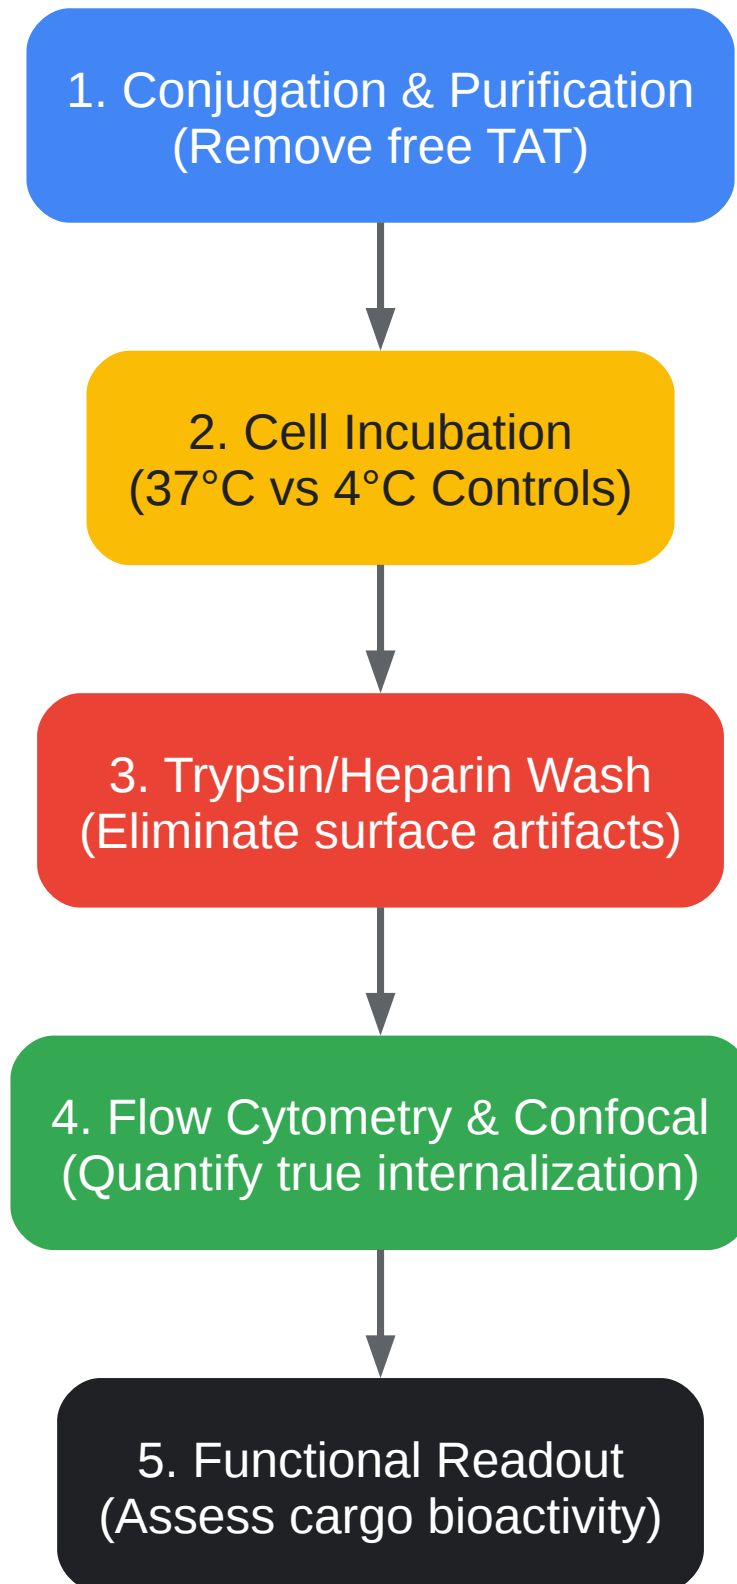 1. Conjugation & Purification
(Remove free TAT)
2. Cell Incubation
(37°C vs 4°C Controls)
3. Trypsin/Heparin Wash
(Eliminate surface artifacts)
4. Flow Cytometry & Confocal
(Quantify true internalization)
5. Functional Readout
(Assess cargo bioactivity)